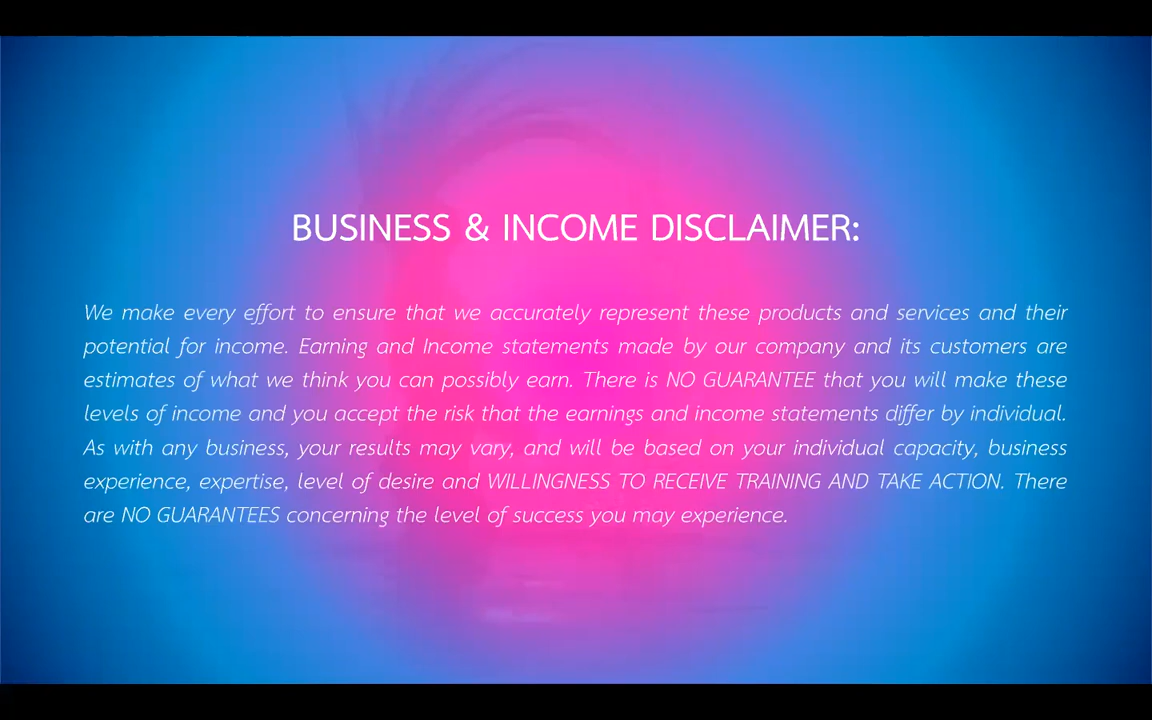 BUSINESS & INCOME DISCLAIMER:
We make every effort to ensure that we accurately represent these products and services and their
potential for income. Earning and Income statements made by our company and its customers are
estimates of what we think you can possibly earn. There is NO GUARANTEE that you will make these
levels of income and you accept the risk that the earnings and income statements differ by individual.
As with any business, your results may vary, and will be based on your individual capacity, business
experience, expertise, level of desire and WILLINGNESS TO RECEIVE TRAINING AND TAKE ACTION. There
are NO GUARANTEES concerning the level of success you may experience.